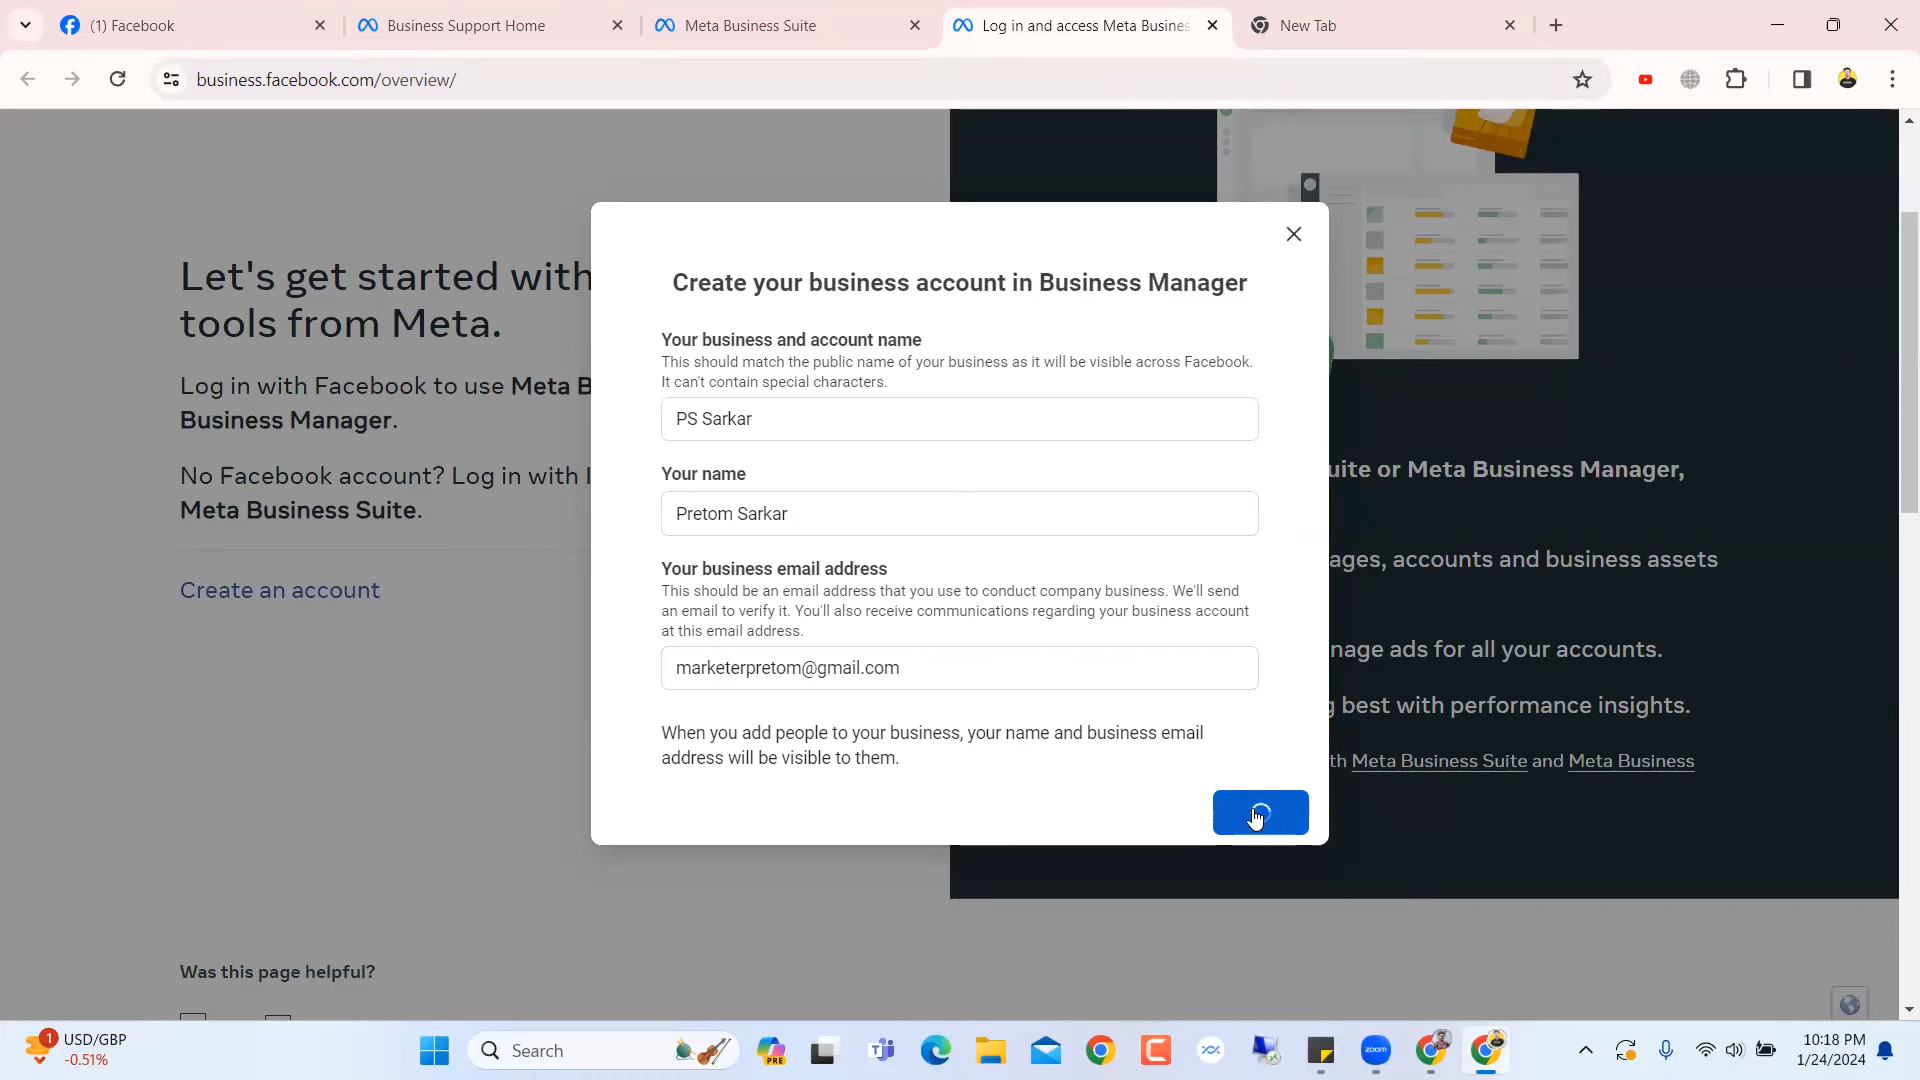 (1) Facebook
Business Support Home
Meta Business Suite
Log in and access Meta Busines
New Tab
business.facebook.com/overview/
Let's get started with
tools from Meta.
Log in with Facebook to use Meta B
Business Manager.
No Facebook account? Log in with I
Meta Business Suite.
Create an account
Was this page helpful?
Create your business account in Business Manager
Your business and account name
This should match the public name of your business as it will be visible across Facebook.
It can't contain special characters.
PS Sarkar
Your name
Pretom Sarkar
Your business email address
This should be an email address that you use to conduct company business. We'll send
an email to verify it. You'll also receive communications regarding your business account
at this email address.
marketerpretom@gmail.com
When you add people to your business, your name and business email
address will be visible to them.
uite or Meta Business Manager,
ages, accounts and business assets
nage ads for all your accounts.
g best with performance insights.
th Meta Business Suite and Meta Business
1
USD/GBP
-0.51%
Search
PRE
zoom
10:18 PM
1/24/2024